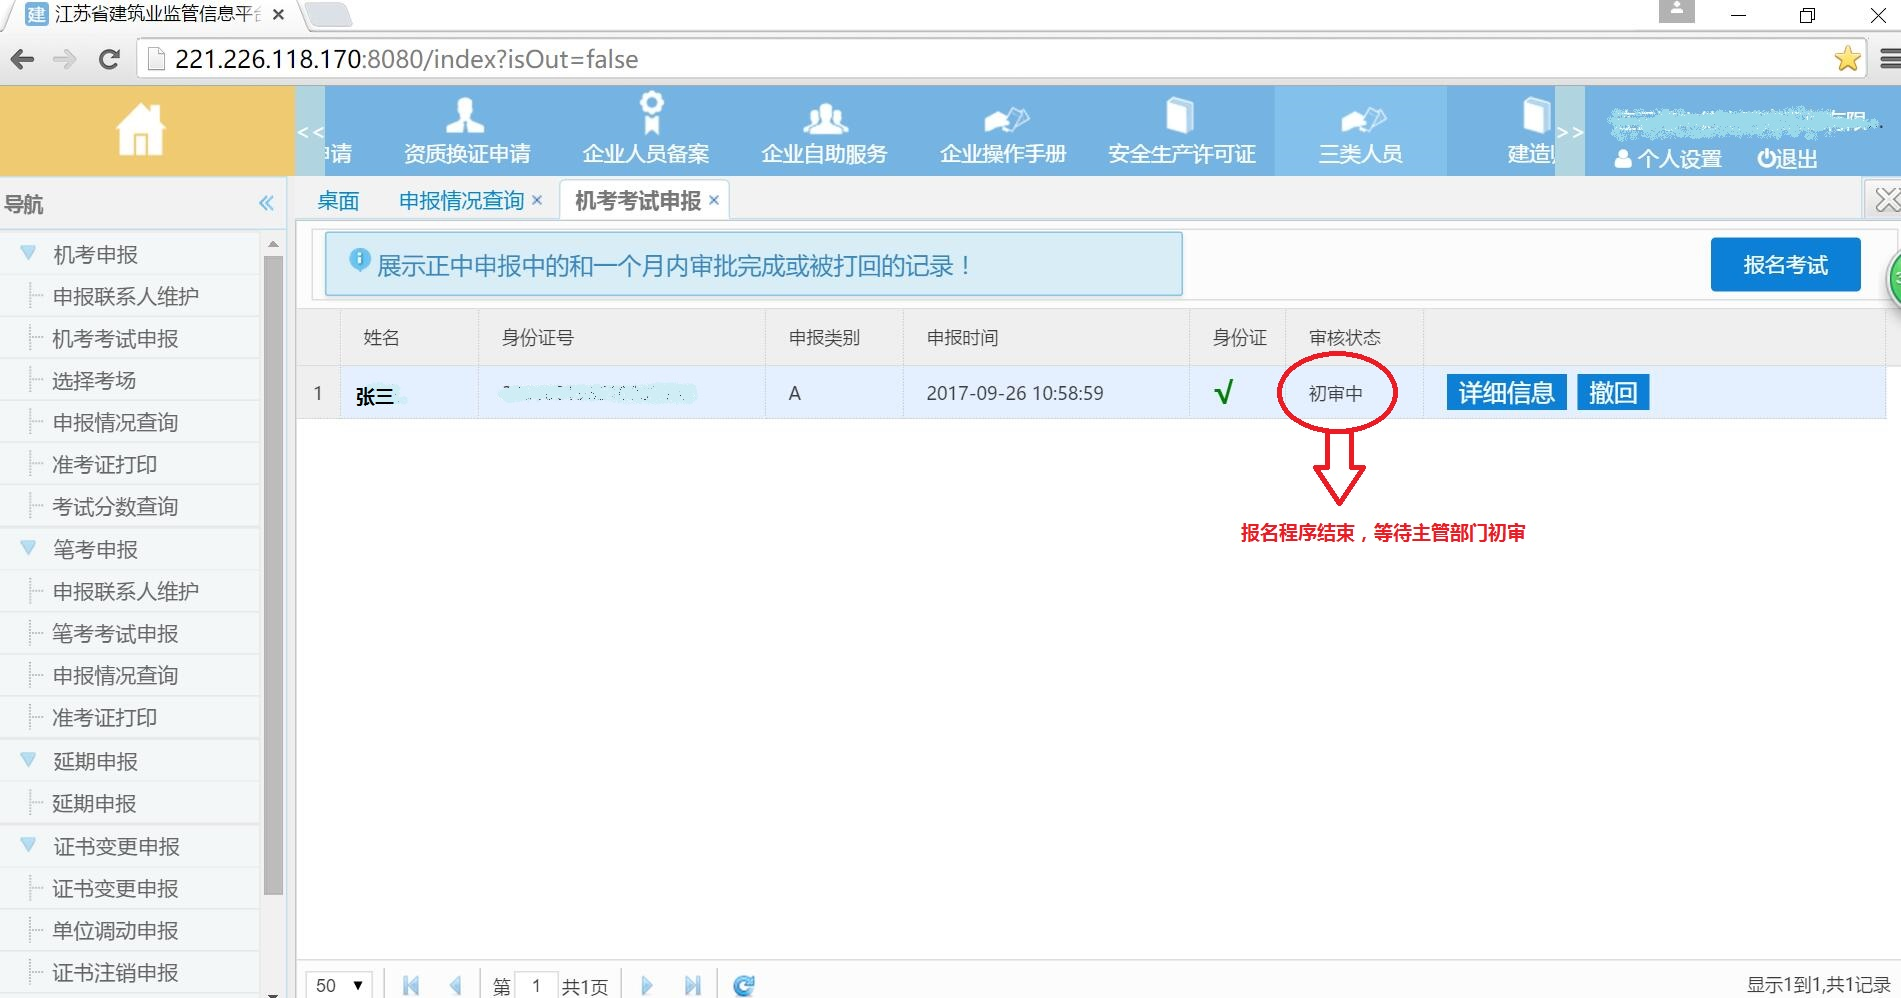 江苏省建筑业监管信息平台
221.226.118.170:8080/index?isOut=false
<<
申请
资质换证申请
企业人员备案
企业自助服务
企业操作手册
安全生产许可证
三类人员
建造
>>
有限
个人设置
退出
导航
桌面
申报情况查询
机考考试申报
展示正中申报中的和一个月内审批完成或被打回的记录！
报名考试
机考申报
申报联系人维护
机考考试申报
选择考场
申报情况查询
准考证打印
考试分数查询
笔考申报
申报联系人维护
笔考考试申报
申报情况查询
准考证打印
延期申报
延期申报
证书变更申报
证书变更申报
单位调动申报
证书注销申报
姓名 身份证号 申报类别 申报时间 身份证 审核状态
1 张三 A 2017-09-26 10:58:59 √ 初审中 详细信息 撤回
报名程序结束，等待主管部门初审
50 第 1 共1页
显示1到1,共1记录